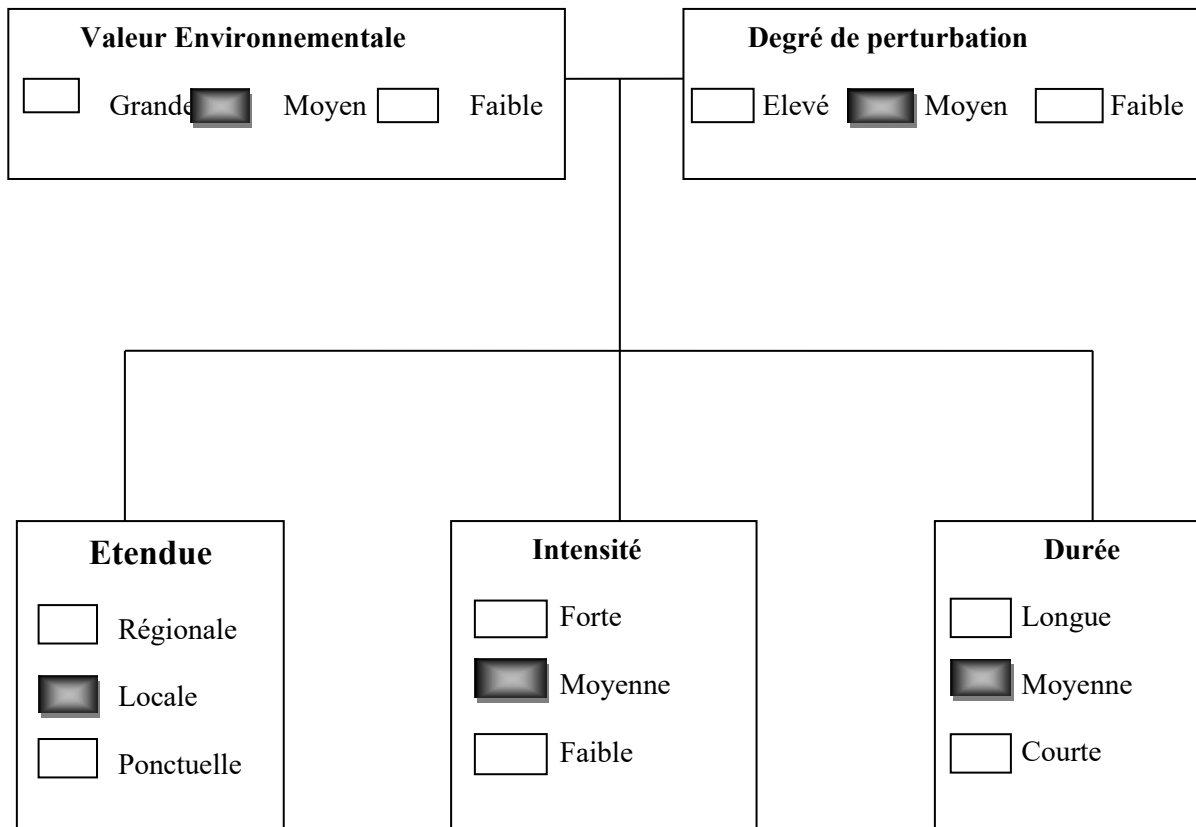 Valeur Environnementale
Grande Moyen Faible
Degré de perturbation
Elevé Moyen Faible
Etendue
Régionale
Locale
Ponctuelle
Intensité
Forte
Moyenne
Faible
Durée
Longue
Moyenne
Courte